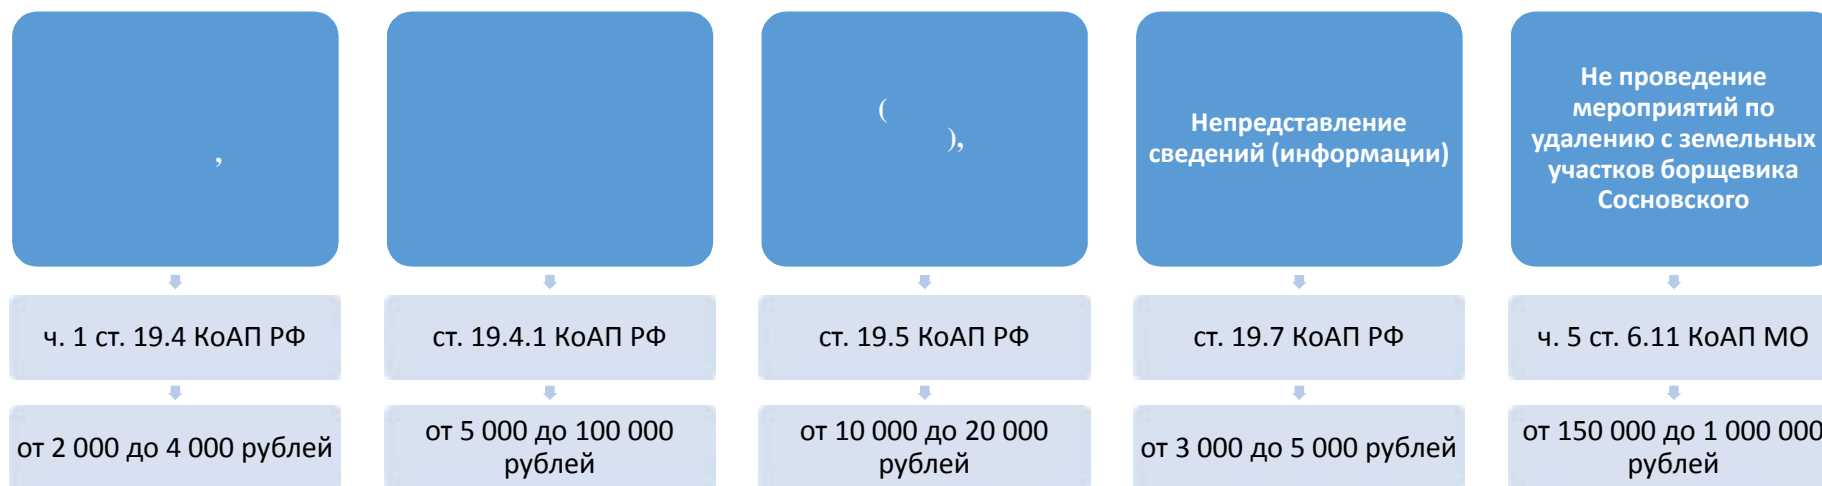 ,
(
),
Непредставление
сведений (информации)
Не проведение
мероприятий по
удалению с земельных
участков борщевика
Сосновского
ч. 1 ст. 19.4 КоАП РФ
ст. 19.4.1 КоАП РФ
ст. 19.5 КоАП РФ
ст. 19.7 КоАП РФ
ч. 5 ст. 6.11 КоАП МО
от 2 000 до 4 000 рублей
от 5 000 до 100 000
рублей
от 10 000 до 20 000
рублей
от 3 000 до 5 000 рублей
от 150 000 до 1 000 000
рублей